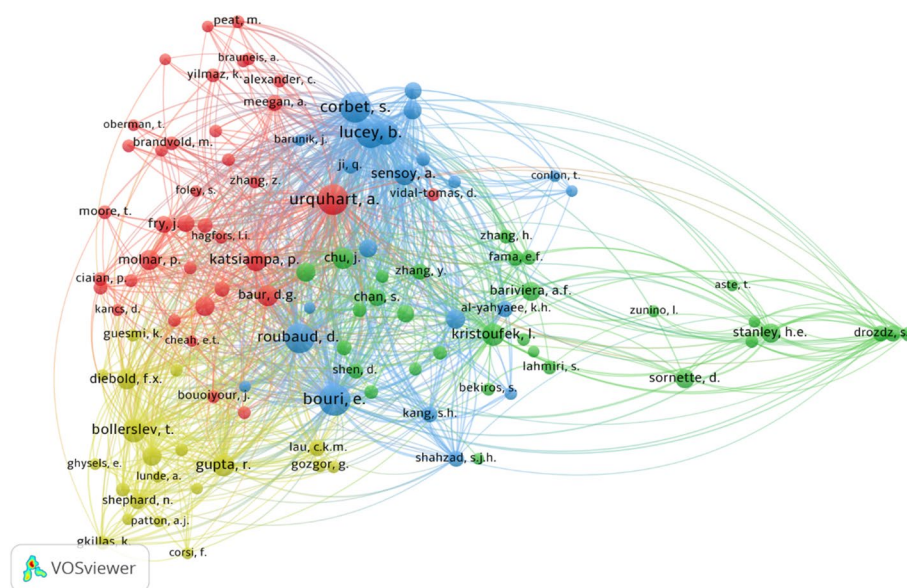 peat, m.
brauneis, a.
yilmaz, k.
alexander, c.
meegan, a.
corbet, s.
oberman, t.
lucey, b.
brandvold, m.
barunik, j.
ji, q.
sensoy, a.
conlon, t.
zhang, z.
foley, s.
vidal-tomas, d.
urquhart, a.
moore, t.
fry, j.
hagfors, l.i.
zhang, h.
molnar, p.
katsiampa, p.
chu, j.
fama, e.f.
zhang, y.
ciaian, p.
bariviera, a.f.
aste, t.
baur, d.g.
chan, s.
kancs, d.
al-yahyaee, k.h.
zunino, l.
guesmi, k.
cheah, e.t.
roubaud, d.
kristoufek, l.
stanley, h.e.
drozdz, s.
lahmiri, s.
shen, d.
diebold, f.x.
sornette, d.
bouoiyour, j.
bekiros, s.
bouri, e.
kang, s.h.
bollerslev, t.
lau, c.k.m.
ghysels, e.
gupta, r.
gozgor, g.
shahzad, s.j.h.
lunde, a.
shephard, n.
patton, a.j.
gkillas, k.
corsi, f.
VOSviewer